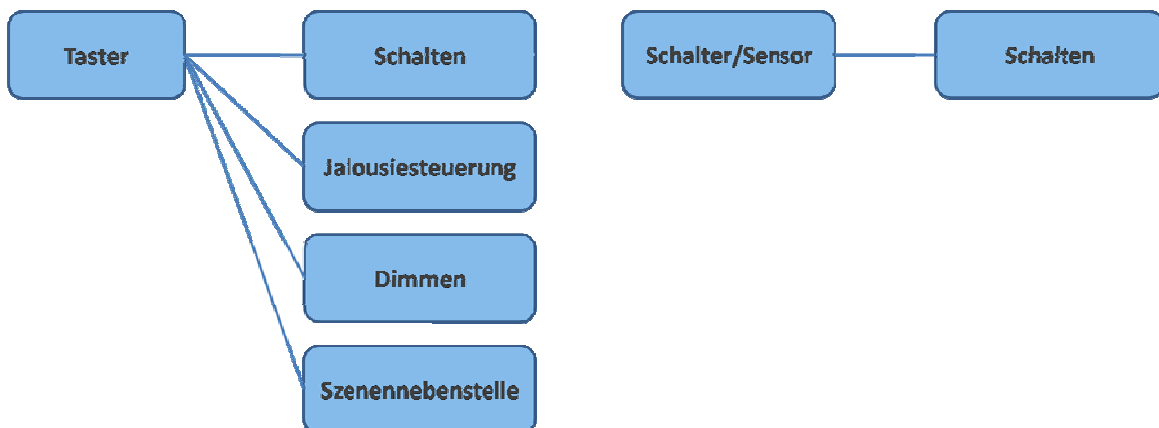 Taster
Schalten
Jalousiesteuerung
Dimmen
Szenennebenstelle
Schalter/Sensor
Schalten